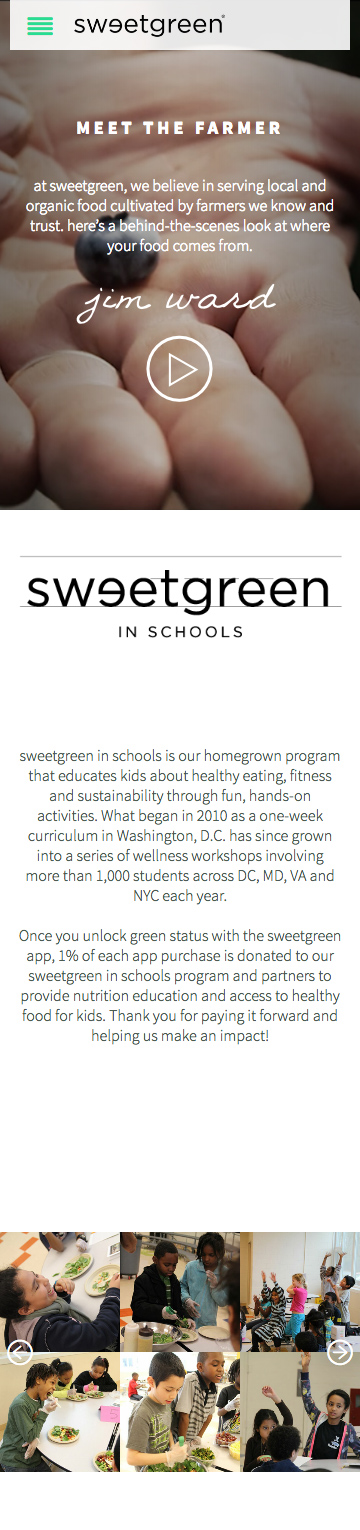 sweetgreen®
MEET THE FARMER
at sweetgreen, we believe in serving local and
organic food cultivated by farmers we know and
trust. here's a behind-the-scenes look at where
your food comes from.
jim ward
sweetgreen
IN SCHOOLS
sweetgreen in schools is our homegrown program
that educates kids about healthy eating, fitness
and sustainability through fun, hands-on
activities. What began in 2010 as a one-week
curriculum in Washington, D.C. has since grown
into a series of wellness workshops involving
more than 1,000 students across DC, MD, VA and
NYC each year.
Once you unlock green status with the sweetgreen
app, 1% of each app purchase is donated to our
sweetgreen in schools program and partners to
provide nutrition education and access to healthy
food for kids. Thank you for paying it forward and
helping us make an impact!